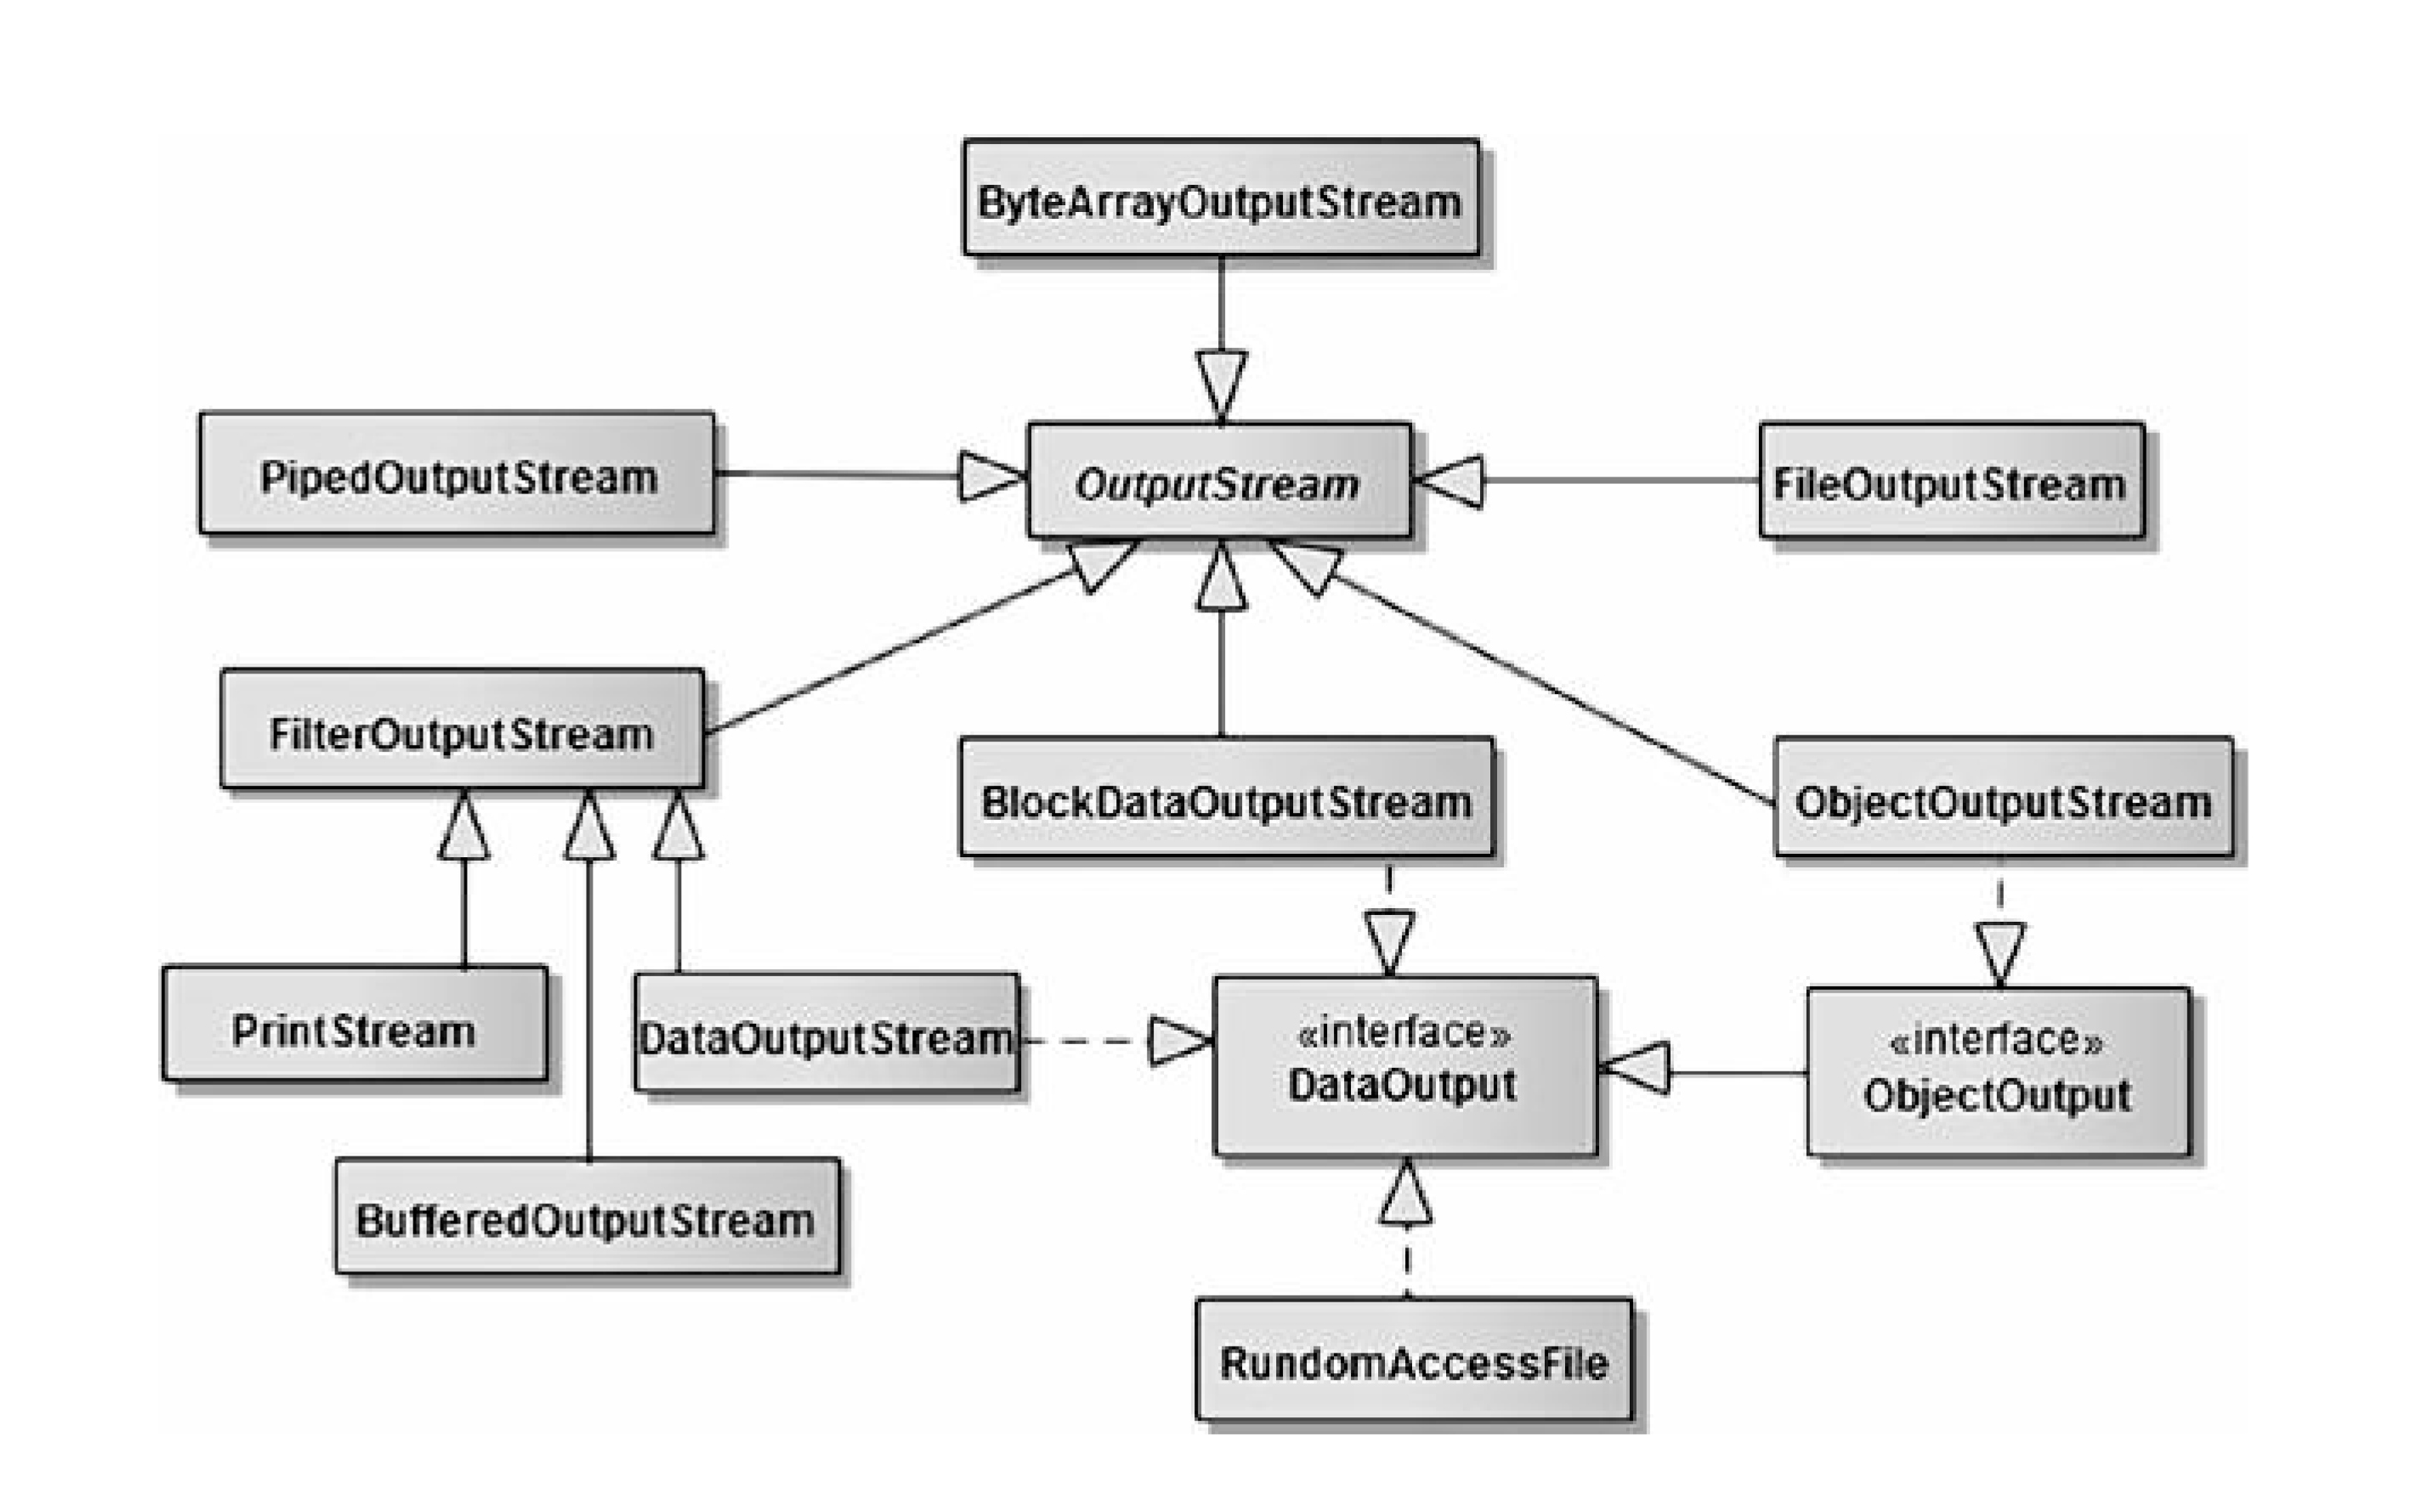 ByteArrayOutputStream
PipedOutputStream
OutputStream
FileOutputStream
FilterOutputStream
BlockDataOutputStream
ObjectOutputStream
PrintStream
DataOutputStream
«interface»
DataOutput
«interface»
ObjectOutput
BufferedOutputStream
RundomAccessFile